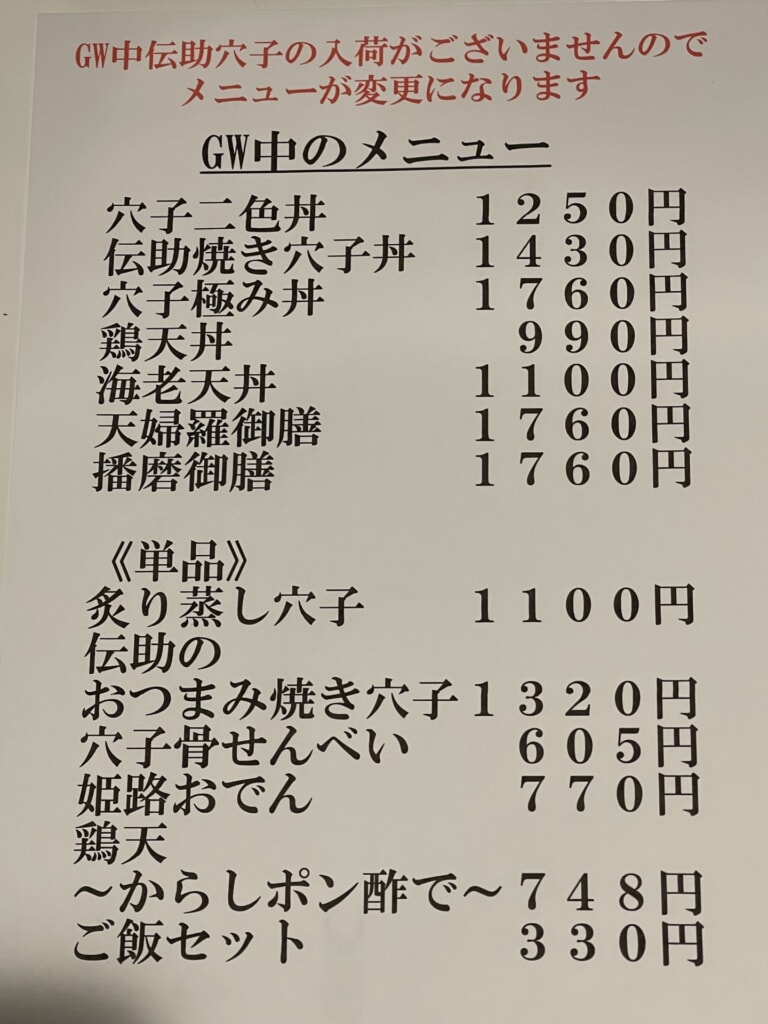 GW中伝助穴子の入荷がございませんので
メニューが変更になります
GW中のメニュー
穴子二色丼 1250円
伝助焼き穴子丼 1430円
穴子極み丼 1760円
鶏天丼 990円
海老天丼 1100円
天婦羅御膳 1760円
播磨御膳 1760円
《単品》
炙り蒸し穴子 1100円
伝助の
おつまみ焼き穴子 1320円
穴子骨せんべい 605円
姫路おでん 770円
鶏天
～からしポン酢で～ 748円
ご飯セット 330円